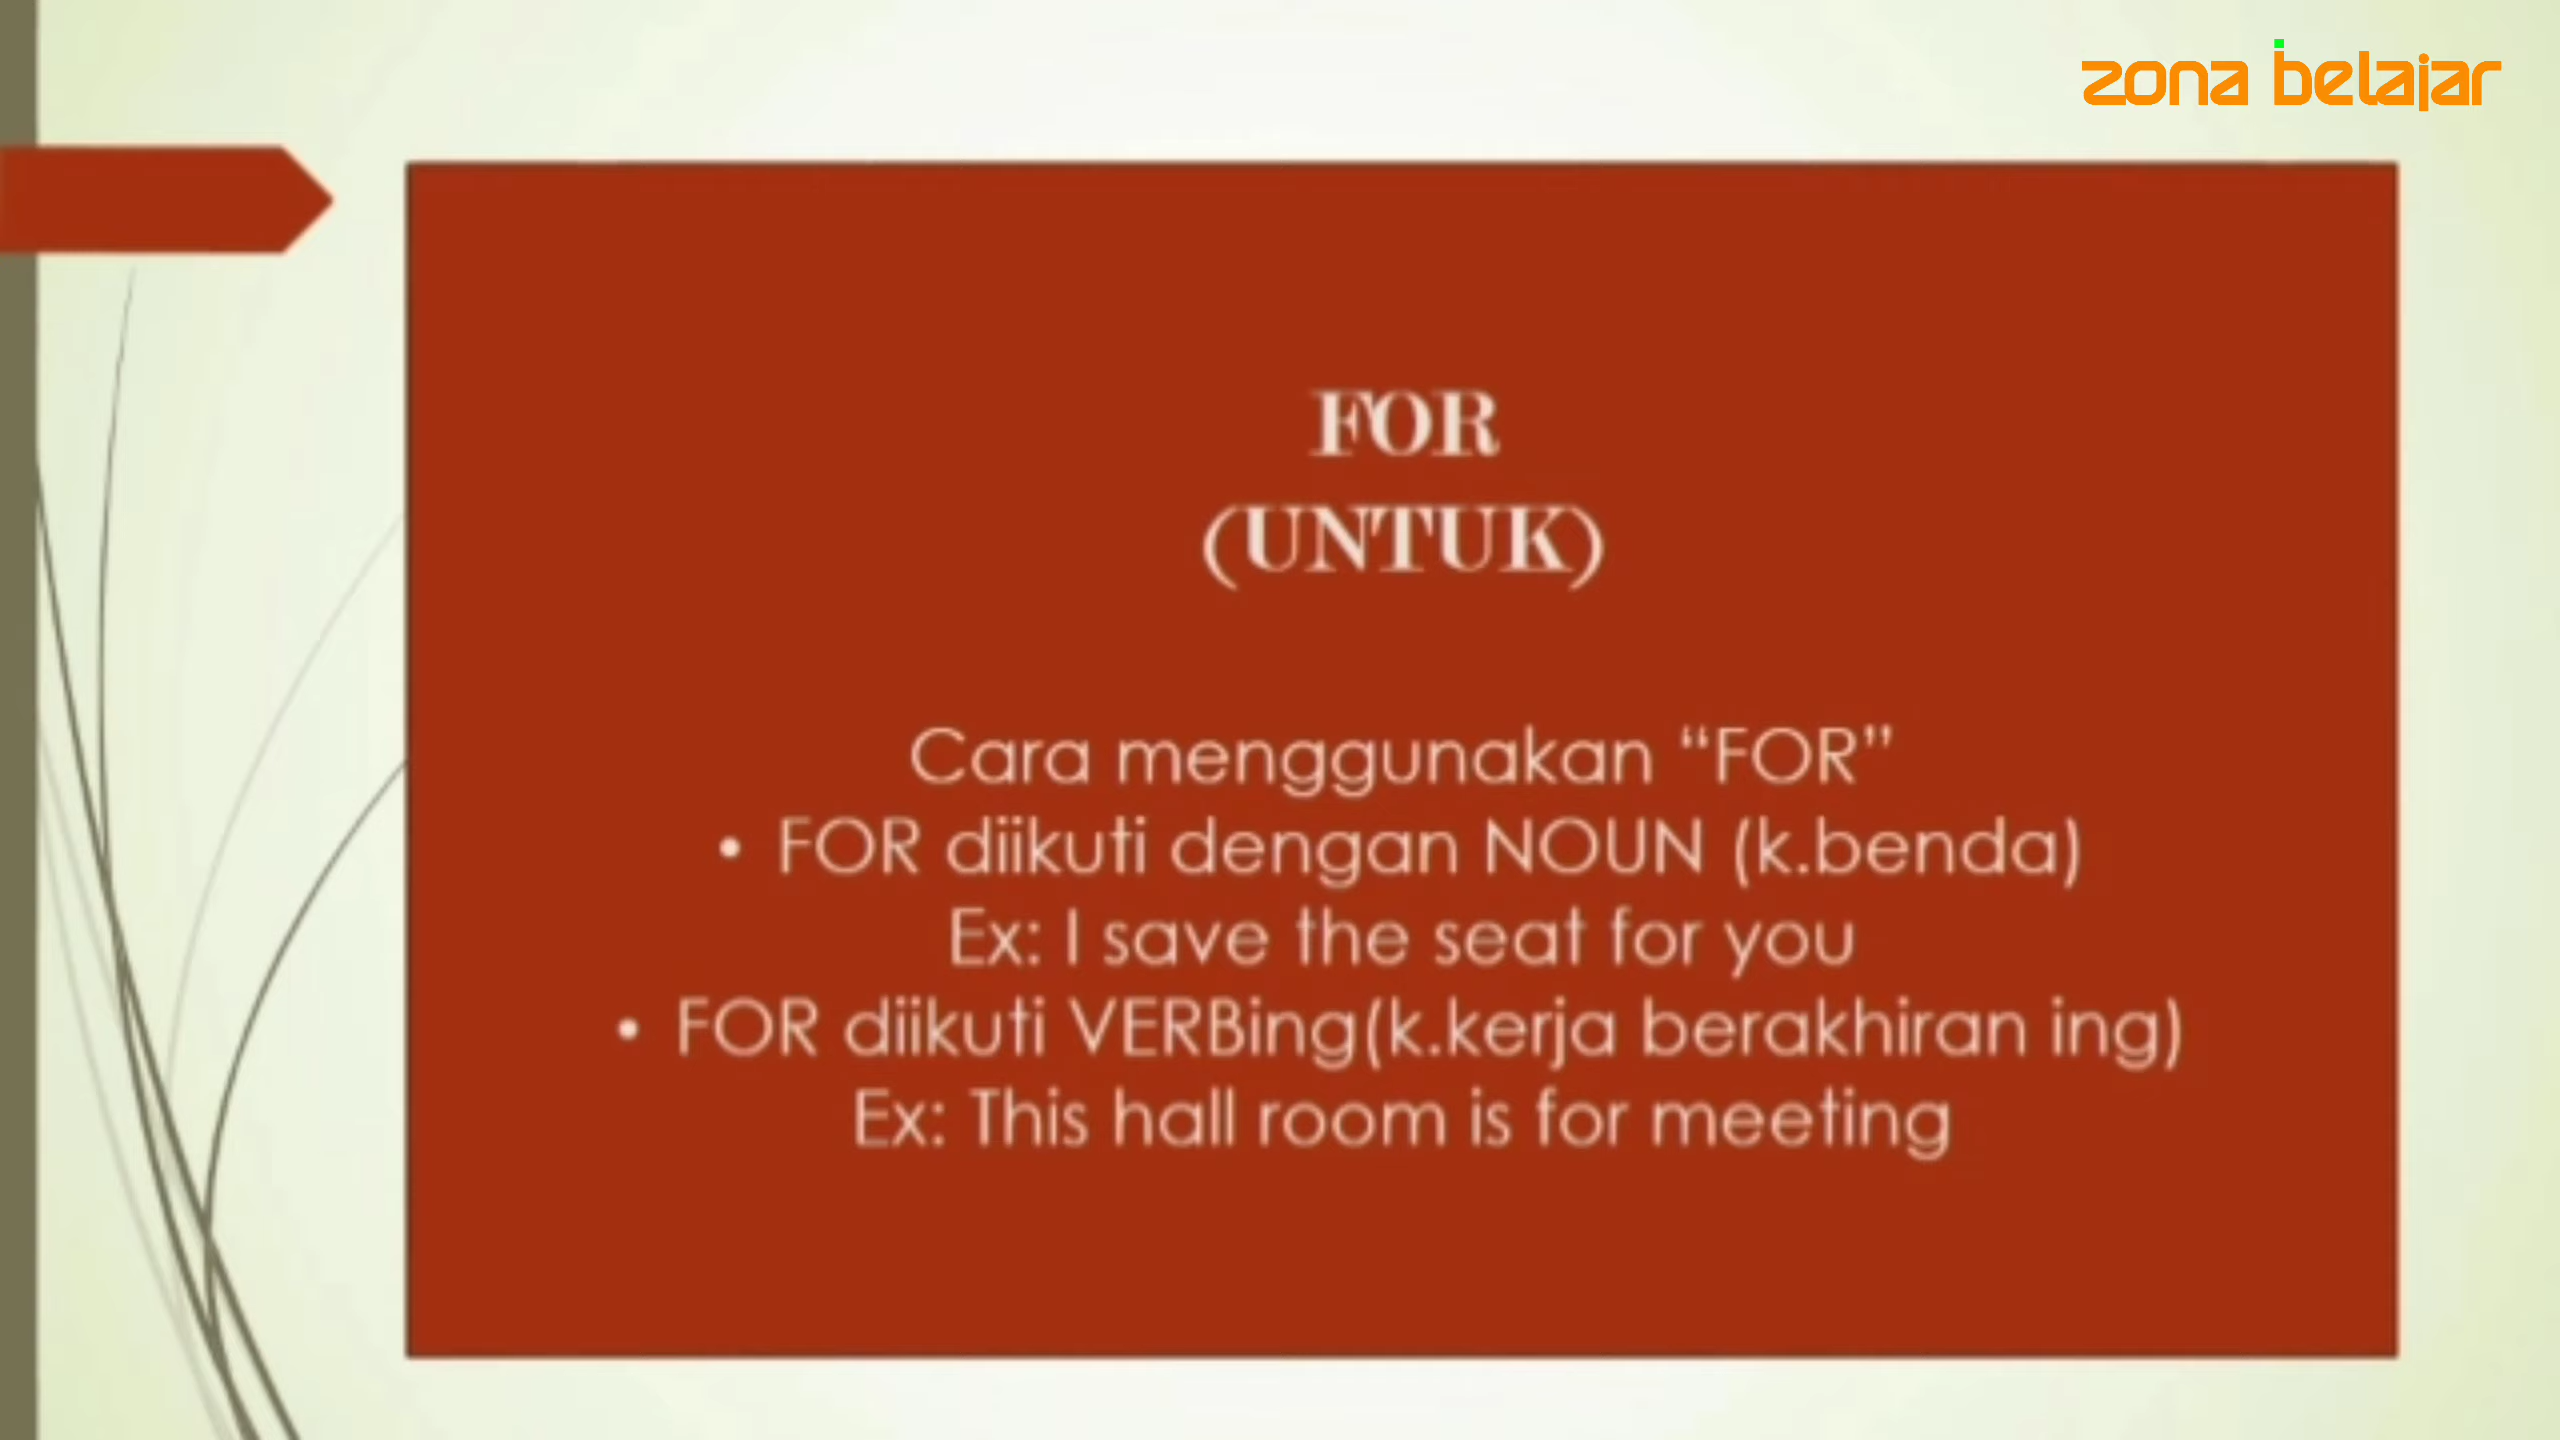 zona belajar
FOR
(UNTUK)
Cara menggunakan “FOR”
• FOR diikuti dengan NOUN (k.benda)
Ex: I save the seat for you
• FOR diikuti VERBing(k.kerja berakhiran ing)
Ex: This hall room is for meeting